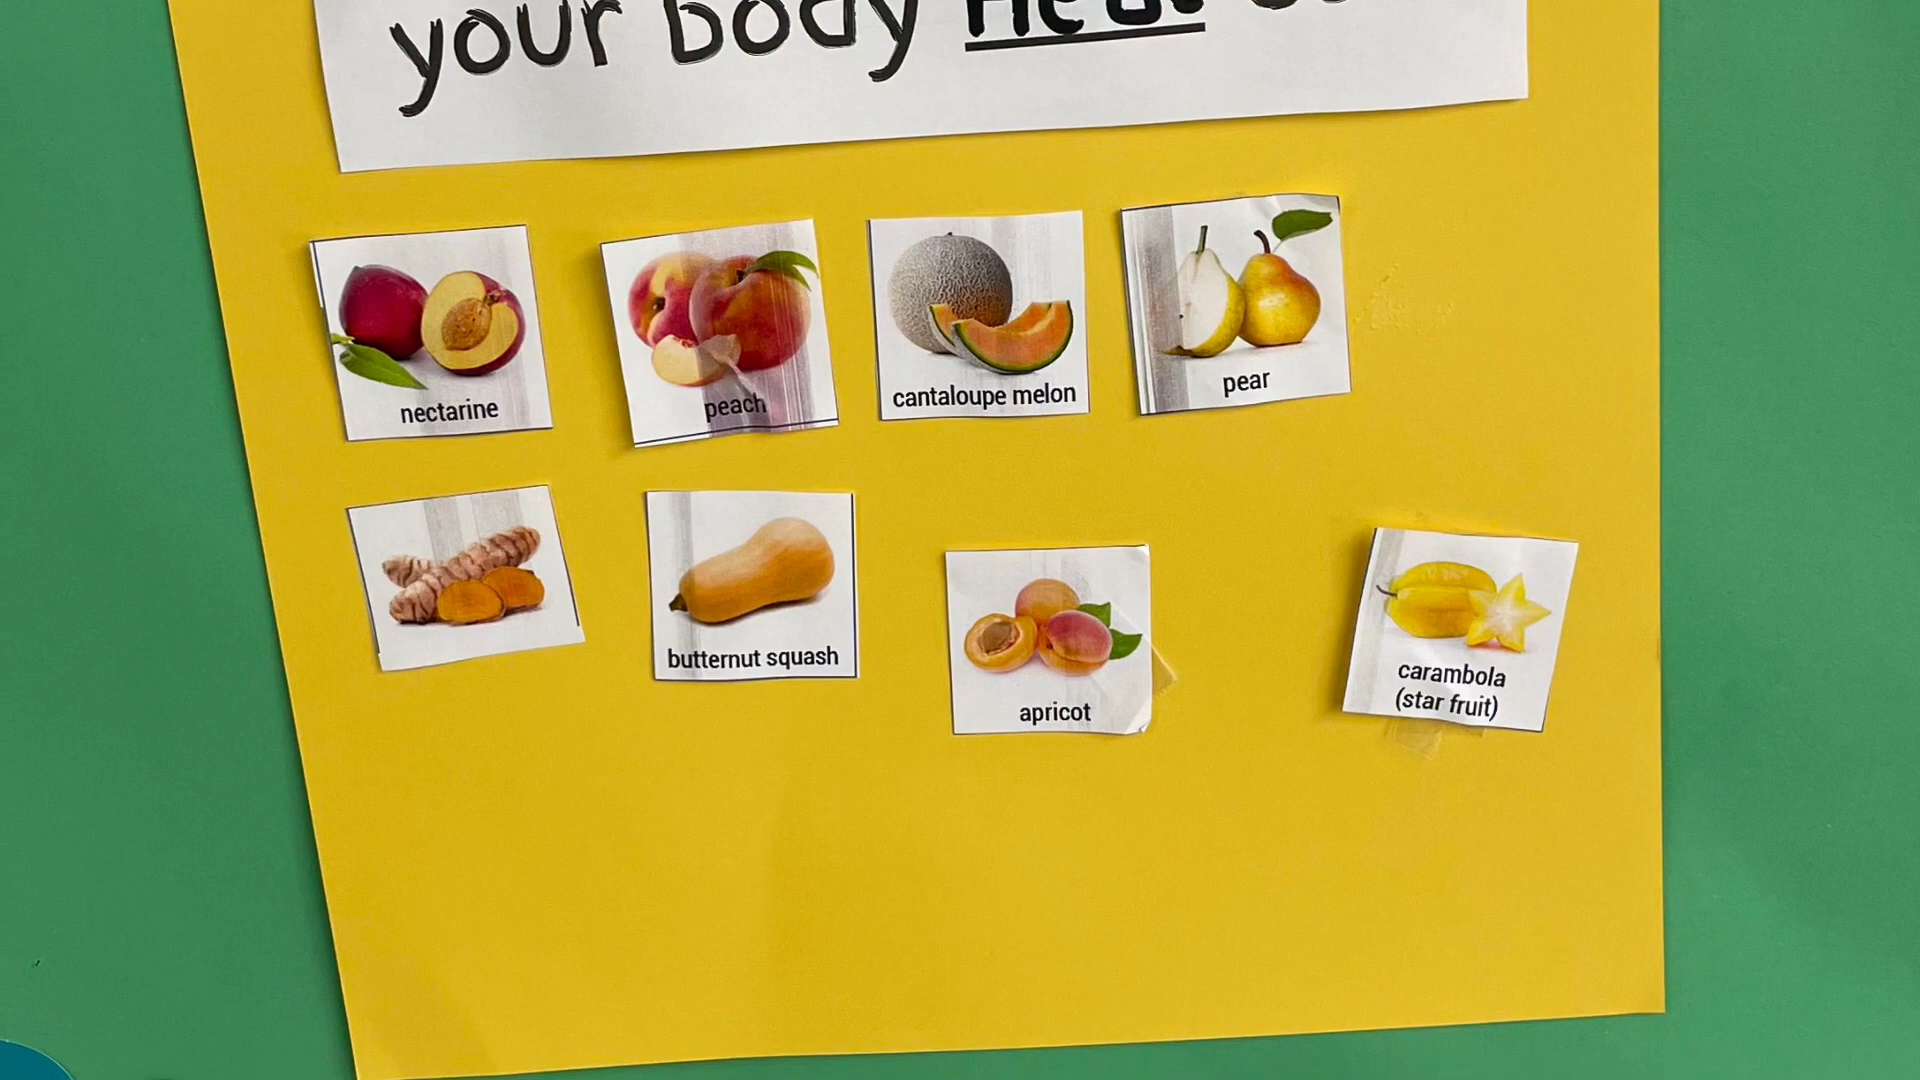 your body
nectarine
peach
cantaloupe melon
pear
butternut squash
apricot
carambola
(star fruit)